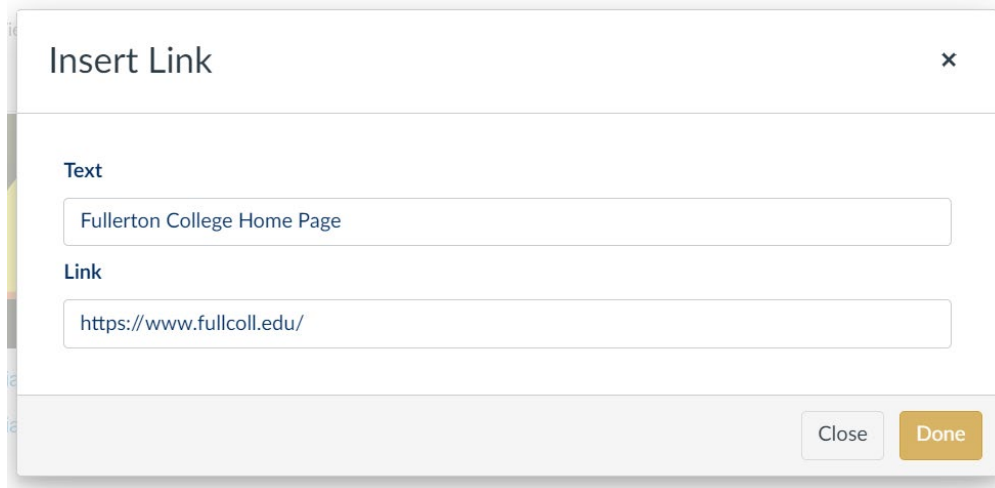 Insert Link
×
Text
Fullerton College Home Page
Link
https://www.fullcoll.edu/
Close Done